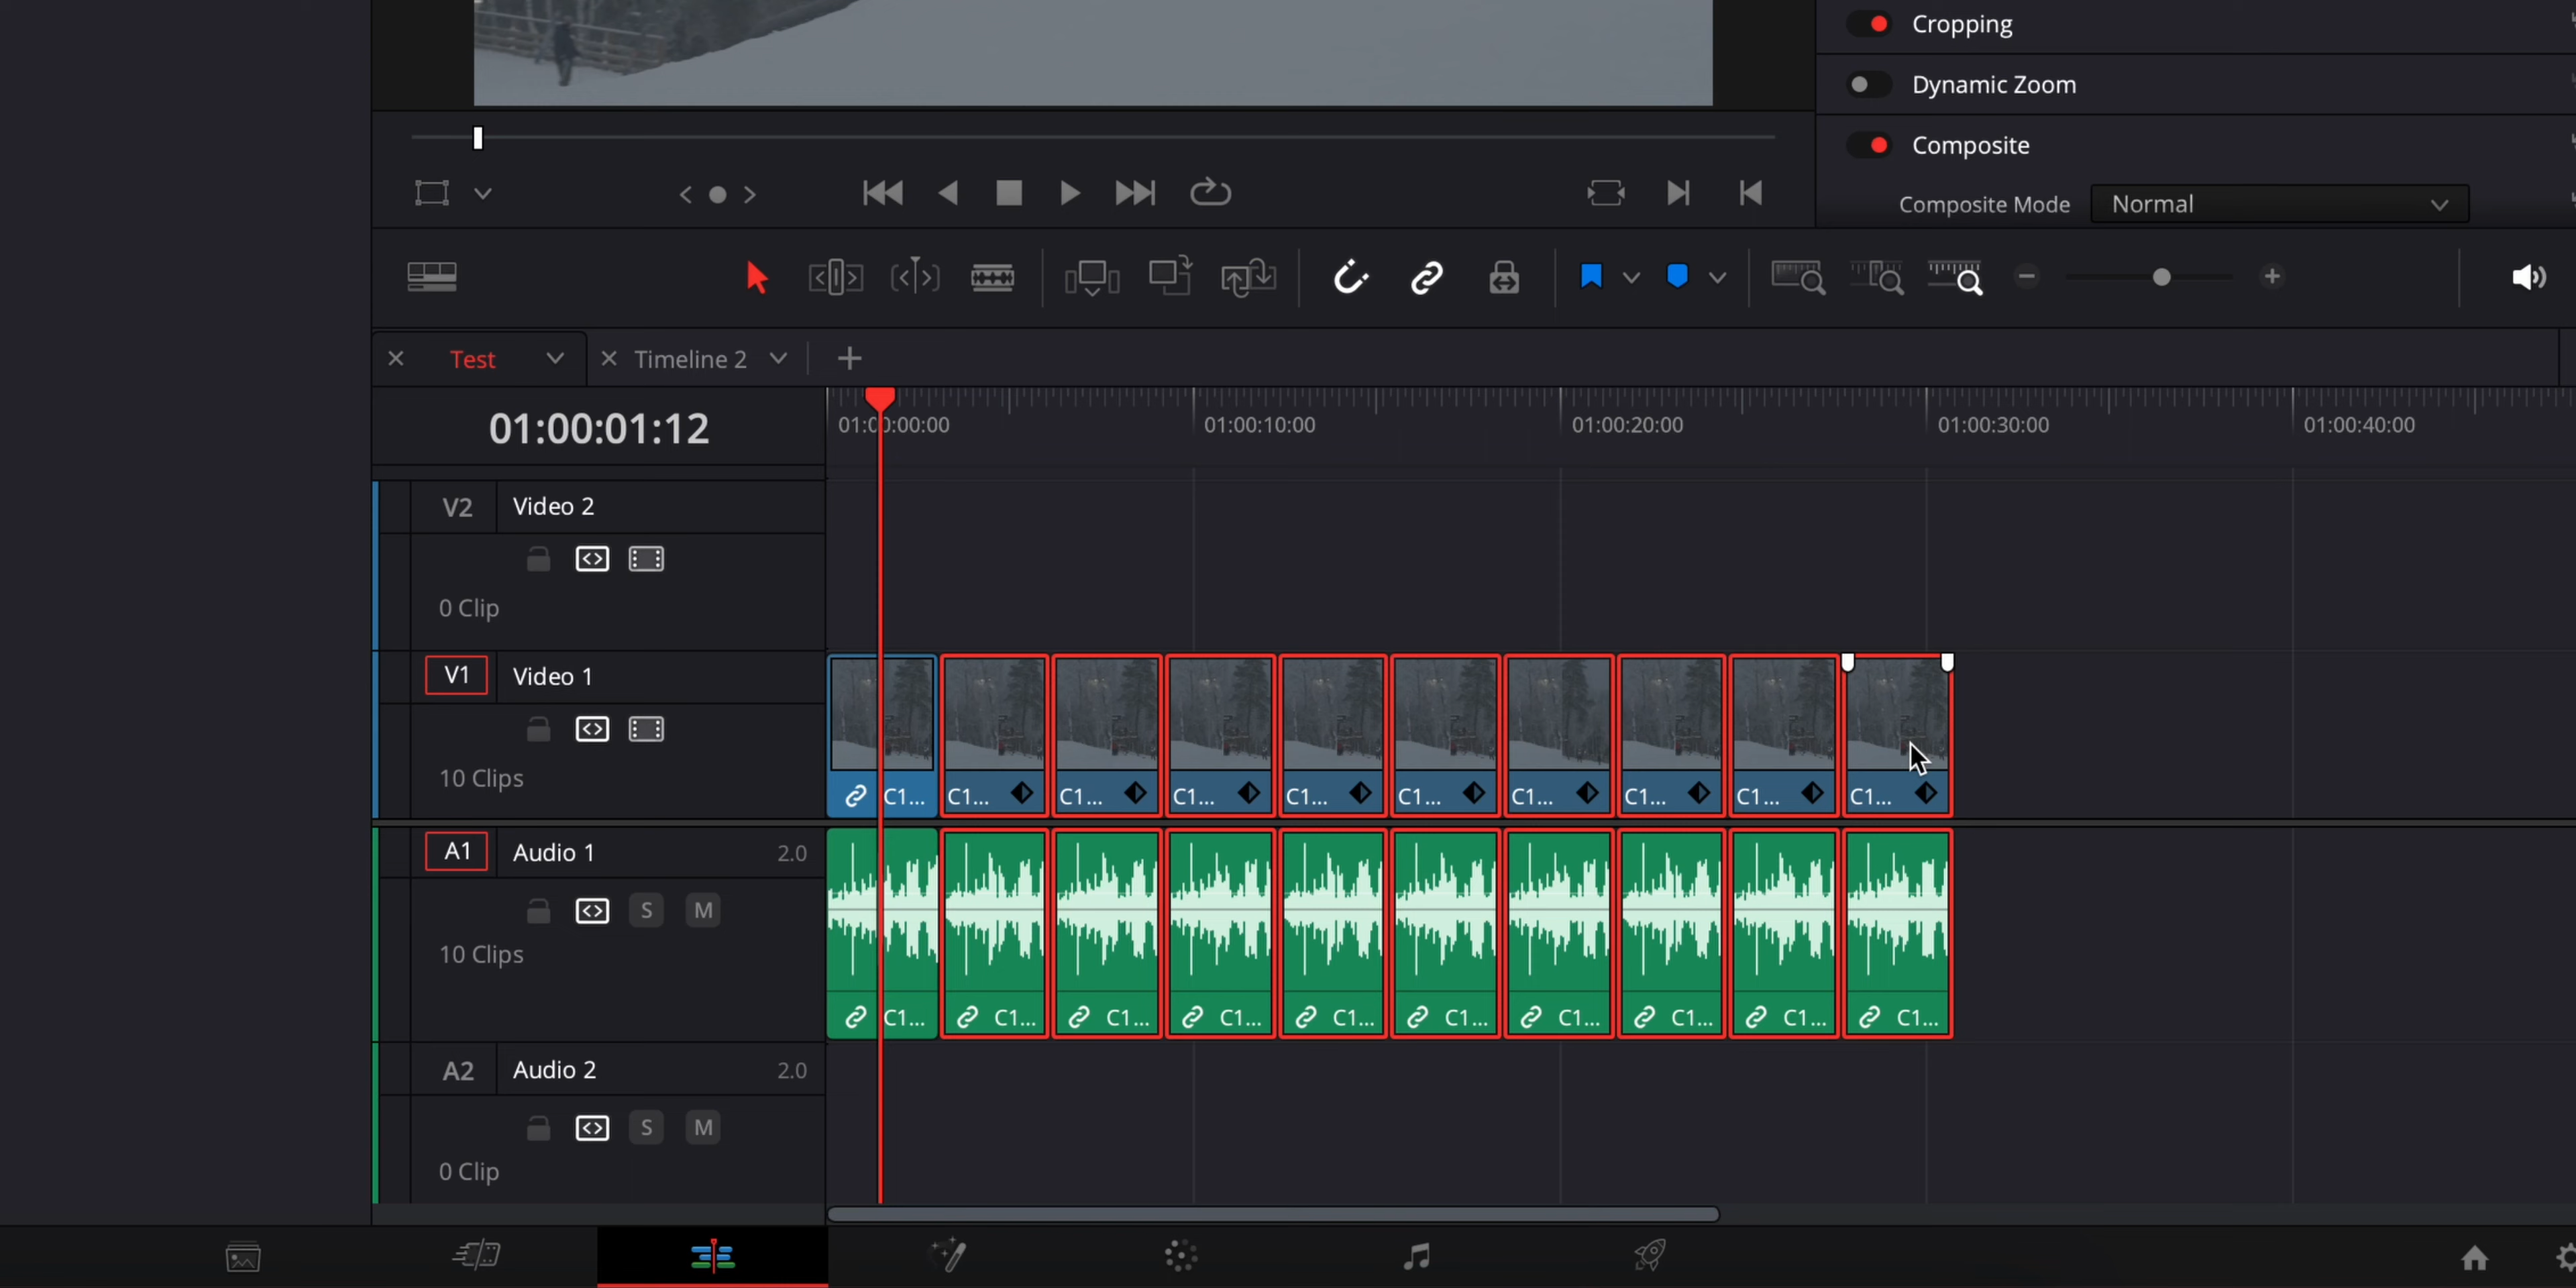 Cropping
Dynamic Zoom
Composite
Composite Mode Normal
Test Timeline 2
01:00:01:12
01:00:00:00 01:00:10:00 01:00:20:00 01:00:30:00 01:00:40:00
V2 Video 2
0 Clip
V1 Video 1
10 Clips
C1... C1... C1... C1... C1... C1... C1... C1... C1... C1...
A1 Audio 1 2.0
S M
10 Clips
C1... C1... C1... C1... C1... C1... C1... C1... C1... C1...
A2 Audio 2 2.0
S M
0 Clip